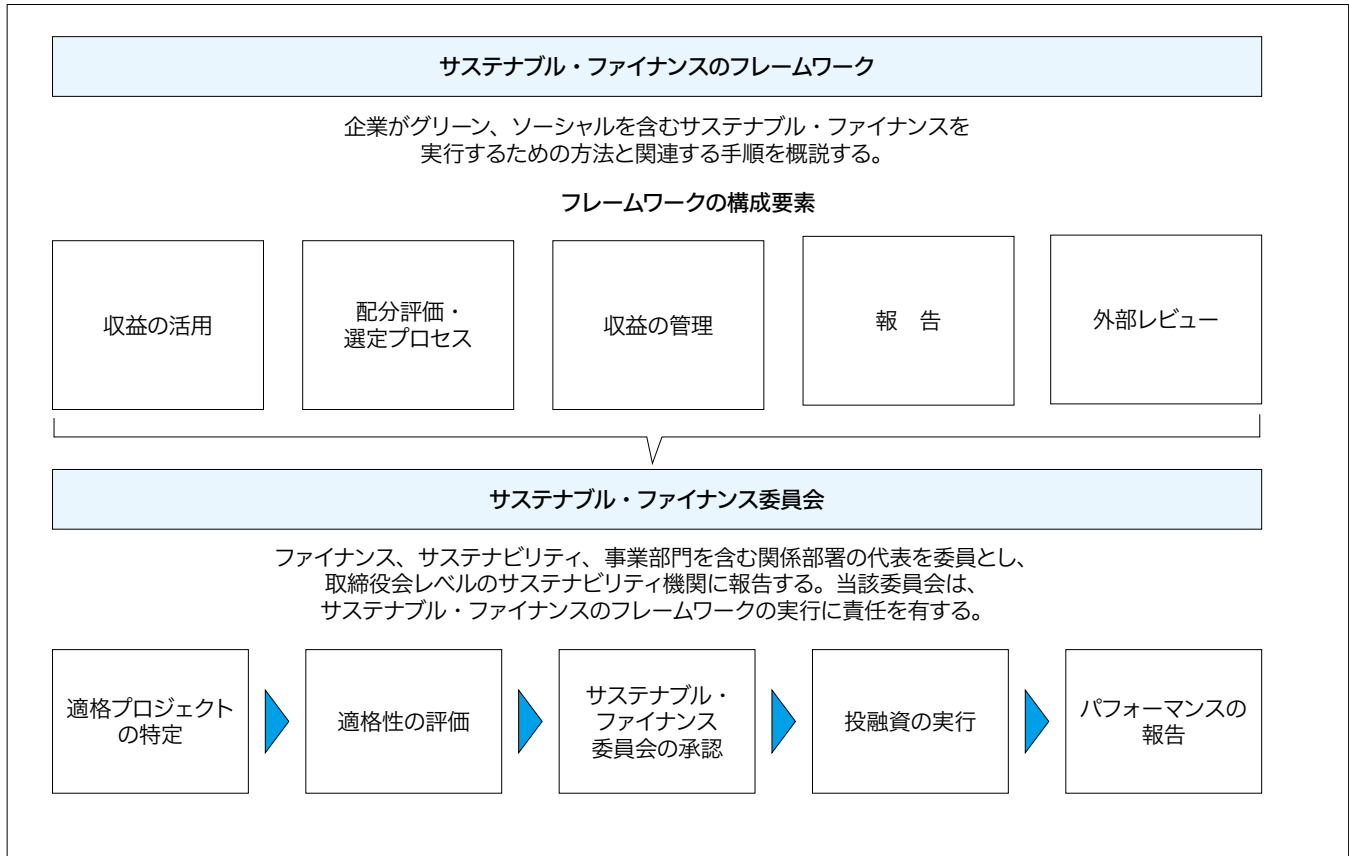 サステナブル・ファイナンスのフレームワーク
企業がグリーン、ソーシャルを含むサステナブル・ファイナンスを
実行するための方法と関連する手順を概説する。
フレームワークの構成要素
収益の活用
配分評価・
選定プロセス
収益の管理
報　告
外部レビュー
サステナブル・ファイナンス委員会
ファイナンス、サステナビリティ、事業部門を含む関係部署の代表を委員とし、
取締役会レベルのサステナビリティ機関に報告する。当該委員会は、
サステナブル・ファイナンスのフレームワークの実行に責任を有する。
適格プロジェクト
の特定
適格性の評価
サステナブル・
ファイナンス
委員会の承認
投融資の実行
パフォーマンスの
報告